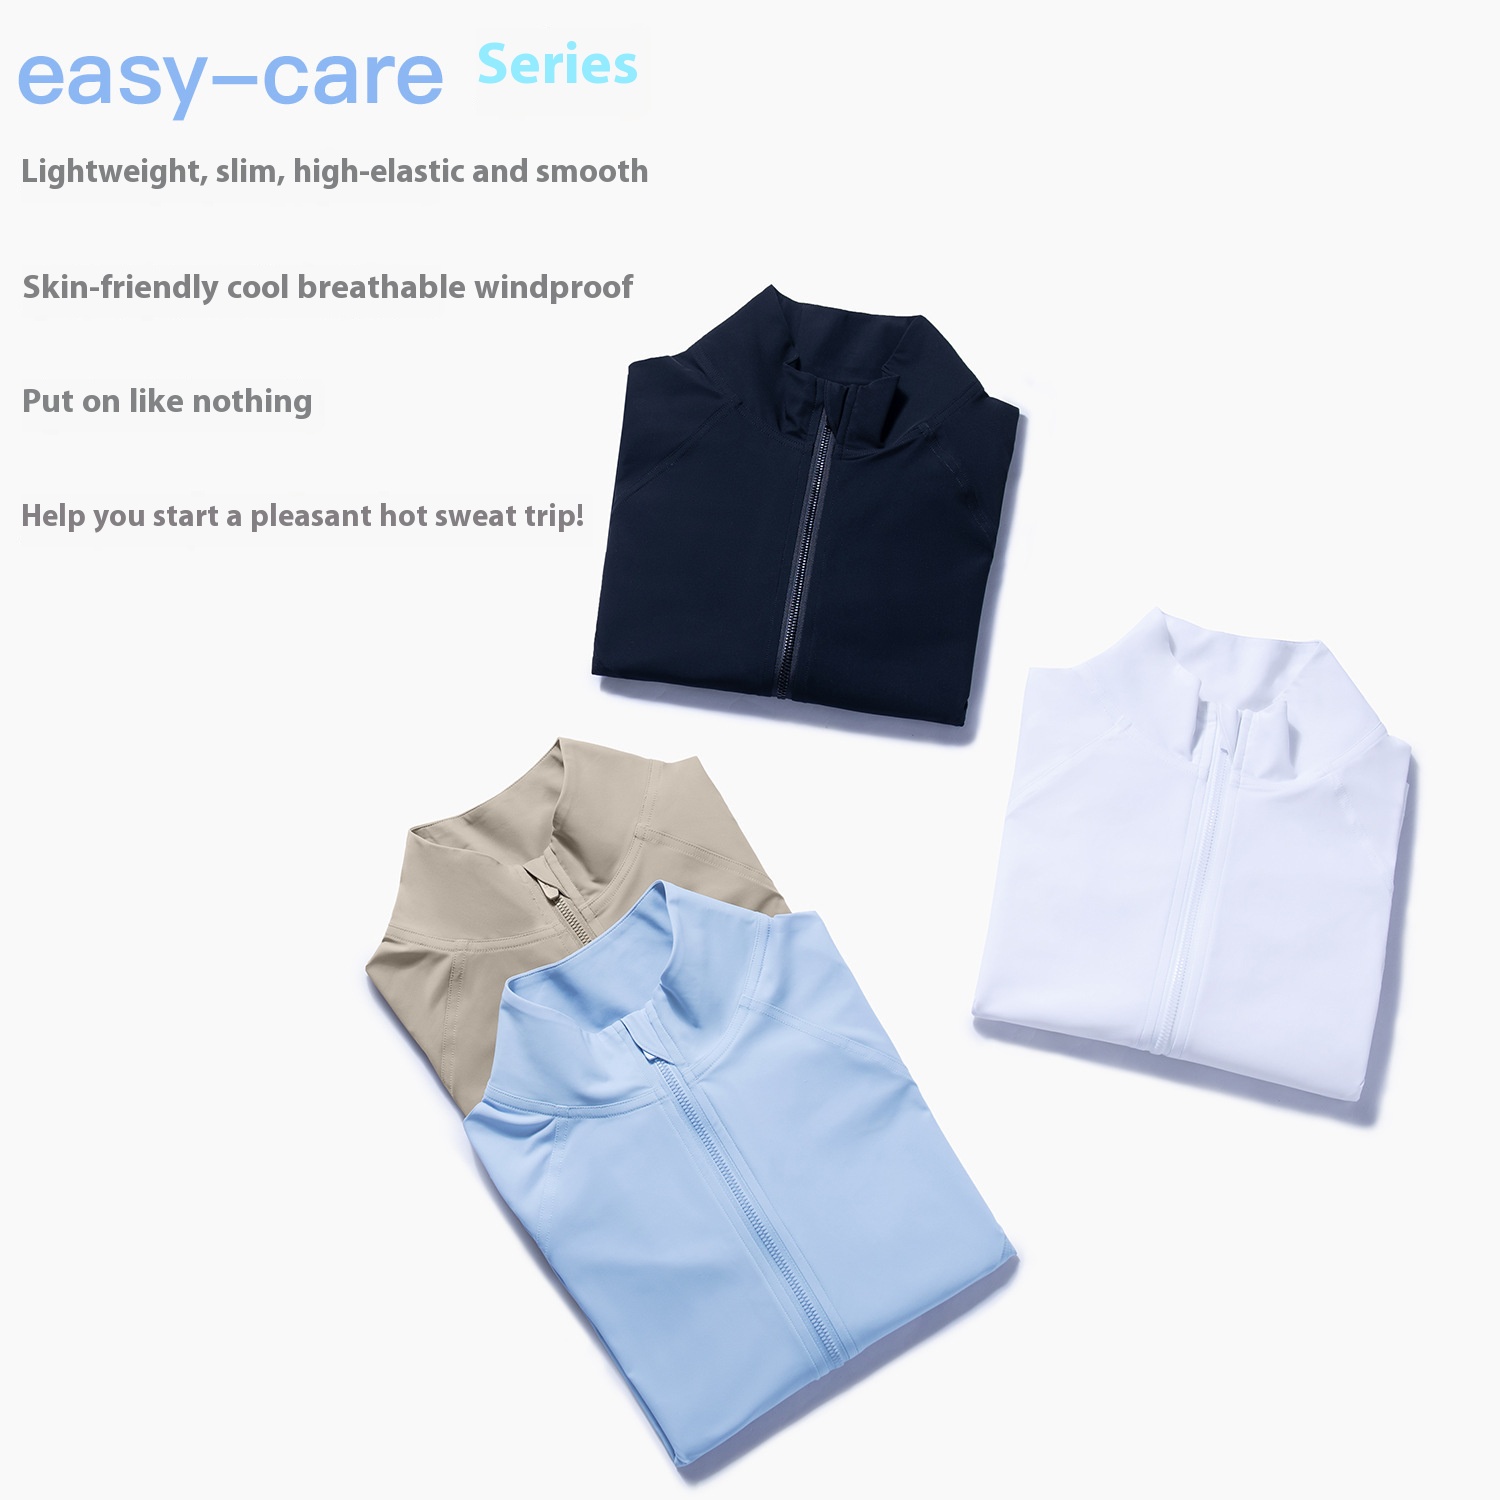 easy-care Series
Lightweight, slim, high-elastic and smooth
Skin-friendly cool breathable windproof
Put on like nothing
Help you start a pleasant hot sweat trip!